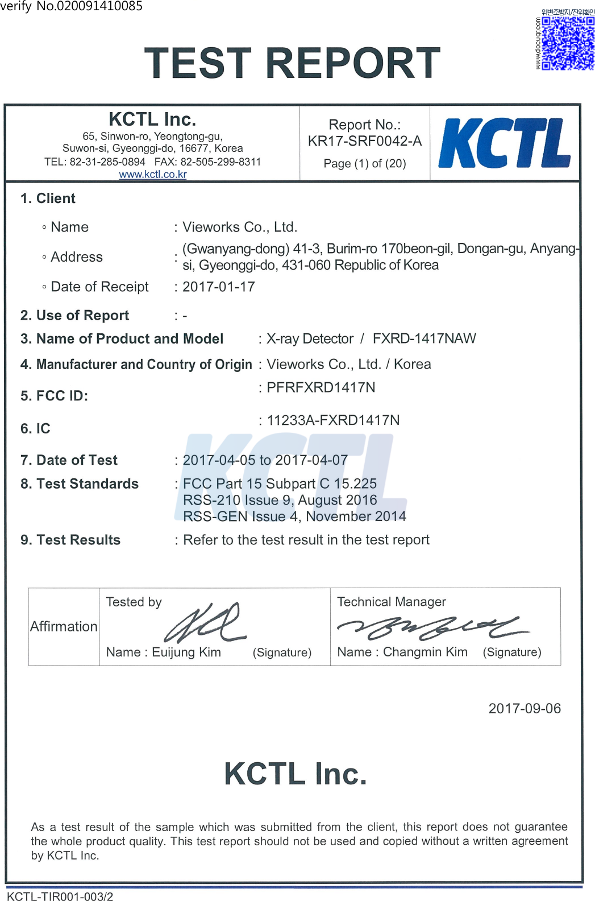 verify No.020091410085
위변조방지/진위확인
TEST REPORT
KCTL Inc.
65, Sinwon-ro, Yeongtong-gu,
Suwon-si, Gyeonggi-do, 16677, Korea
TEL: 82-31-285-0894 FAX: 82-505-299-8311
www.kctl.co.kr
Report No.:
KR17-SRF0042-A
Page (1) of (20)
KCTL
1. Client
◦ Name : Vieworks Co., Ltd.
◦ Address : (Gwanyang-dong) 41-3, Burim-ro 170beon-gil, Dongan-gu, Anyang-
si, Gyeonggi-do, 431-060 Republic of Korea
◦ Date of Receipt : 2017-01-17
2. Use of Report : -
3. Name of Product and Model : X-ray Detector / FXRD-1417NAW
4. Manufacturer and Country of Origin : Vieworks Co., Ltd. / Korea
5. FCC ID: : PFRFXRD1417N
6. IC : 11233A-FXRD1417N
7. Date of Test : 2017-04-05 to 2017-04-07
8. Test Standards : FCC Part 15 Subpart C 15.225
RSS-210 Issue 9, August 2016
RSS-GEN Issue 4, November 2014
9. Test Results : Refer to the test result in the test report
KCTL
Affirmation
Tested by
Name : Euijung Kim (Signature)
Technical Manager
Name : Changmin Kim (Signature)
2017-09-06
KCTL Inc.
As a test result of the sample which was submitted from the client, this report does not guarantee
the whole product quality. This test report should not be used and copied without a written agreement
by KCTL Inc.
KCTL-TIR001-003/2